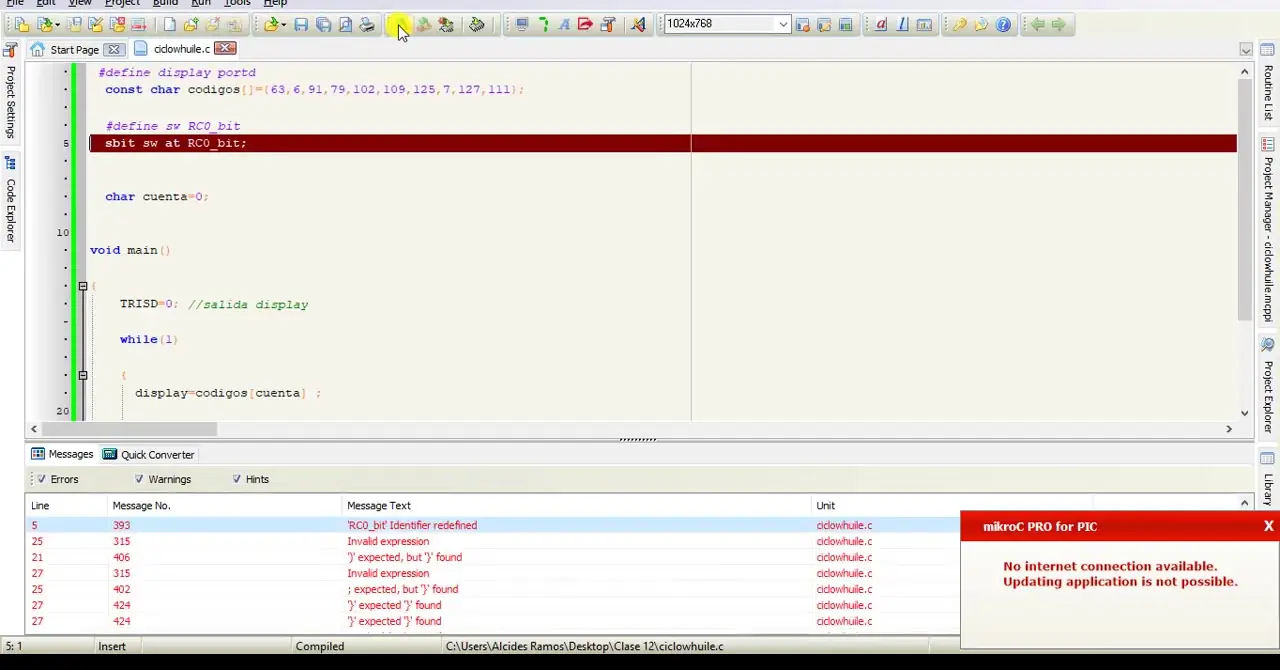 File Edit View Project Build Run Tools Help
1024x768
Start Page
ciclowhuile.c
Project Settings
Code Explorer
#define display portd
const char codigos[]={63,6,91,79,102,109,125,7,127,111};
#define sw RC0_bit
5
sbit sw at RC0_bit;
char cuenta=0;
10
void main()
{
TRISD=0; //salida display
while(1)
{
display=codigos[cuenta] ;
20
Routine List
Project Manager - ciclowhuile.mcppi
Project Explorer
Library
Messages
Quick Converter
Errors
Warnings
Hints
Line Message No. Message Text Unit
5 393 'RC0_bit' Identifier redefined ciclowhuile.c
25 315 Invalid expression ciclowhuile.c
21 406 ')' expected, but '}' found ciclowhuile.c
27 315 Invalid expression ciclowhuile.c
25 402 ; expected, but '}' found ciclowhuile.c
27 424 '}' expected '}' found ciclowhuile.c
27 424 '}' expected '}' found ciclowhuile.c
mikroC PRO for PIC X
No internet connection available.
Updating application is not possible.
5: 1 Insert Compiled C:\Users\Alcides Ramos\Desktop\Clase 12\ciclowhuile.c